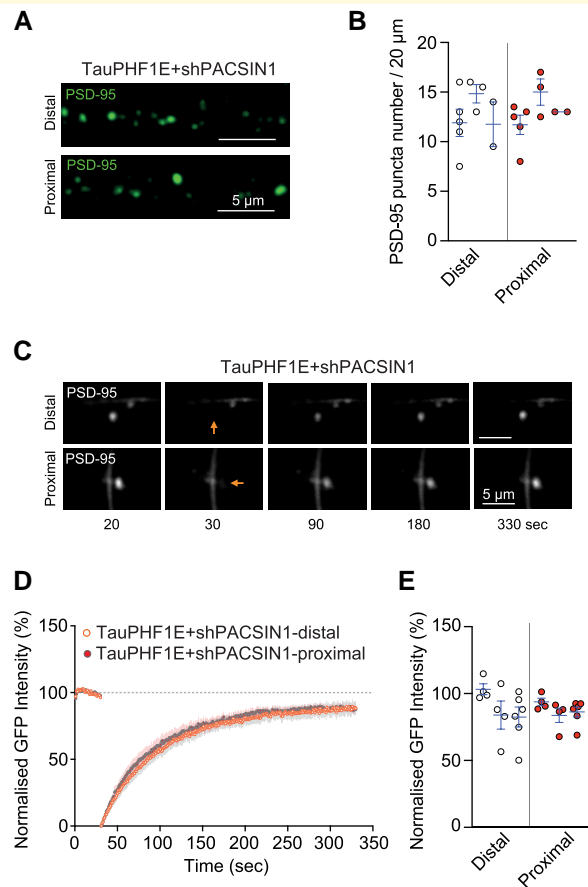 A
TauPHF1E+shPACSIN1
Distal
PSD-95
Proximal
PSD-95
5 µm
B
PSD-95 puncta number / 20 µm
20
15
10
5
0
Distal
Proximal
C
TauPHF1E+shPACSIN1
Distal
PSD-95
Proximal
PSD-95
5 µm
20 30 90 180 330 sec
D
Normalised GFP Intensity (%)
150
100
50
0
TauPHF1E+shPACSIN1-distal
TauPHF1E+shPACSIN1-proximal
0 50 100 150 200 250 300 350
Time (sec)
E
Normalised GFP Intensity (%)
150
100
50
0
Distal
Proximal